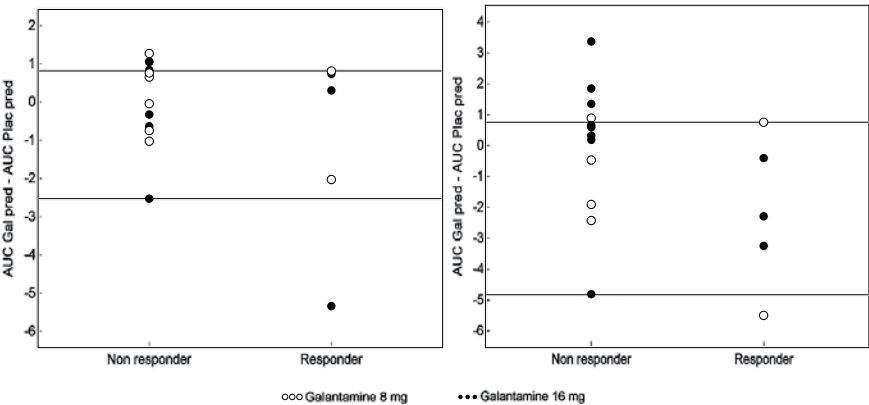 AUC Gal pred - AUC Plac pred
2
1
0
-1
-2
-3
-4
-5
-6
Non responder
Responder
AUC Gal pred - AUC Plac pred
4
3
2
1
0
-1
-2
-3
-4
-5
-6
Non responder
Responder
Galantamine 8 mg
Galantamine 16 mg